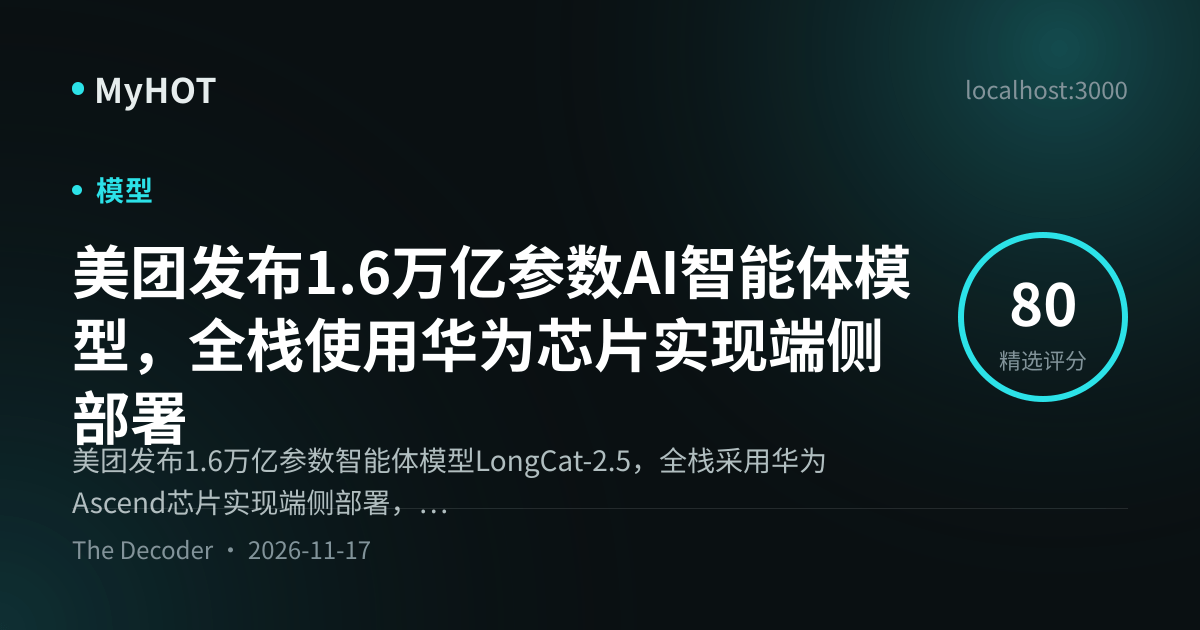 MyHOT
localhost:3000
模型
美团发布1.6万亿参数AI智能体模
型，全栈使用华为芯片实现端侧
部署
80
精选评分
美团发布1.6万亿参数智能体模型LongCat-2.5，全栈采用华为
Ascend芯片实现端侧部署，…
The Decoder · 2026-11-17